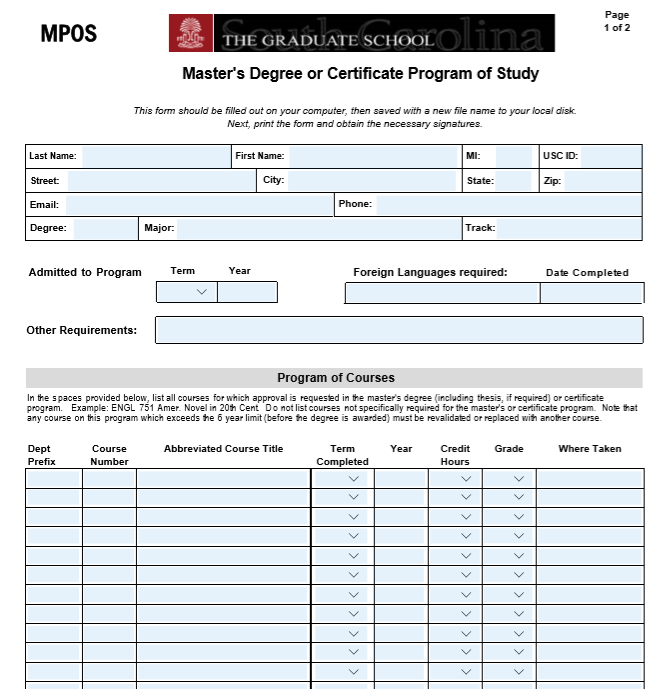 MPOS
South Carolina
THE GRADUATE SCHOOL
Page
1 of 2
Master's Degree or Certificate Program of Study
This form should be filled out on your computer, then saved with a new file name to your local disk.
Next, print the form and obtain the necessary signatures.
Last Name: First Name: MI: USC ID:
Street: City: State: Zip:
Email: Phone:
Degree: Major: Track:
Admitted to Program Term Year Foreign Languages required: Date Completed
Other Requirements:
Program of Courses
In the spaces provided below, list all courses for which approval is requested in the master's degree (including thesis, if required) or certificate
program. Example: ENGL 751 Amer. Novel in 20th Cent. Do not list courses not specifically required for the master's or certificate program. Note that
any course on this program which exceeds the 6 year limit (before the degree is awarded) must be revalidated or replaced with another course.
Dept Course Abbreviated Course Title Term Year Credit Grade Where Taken
Prefix Number Completed Hours